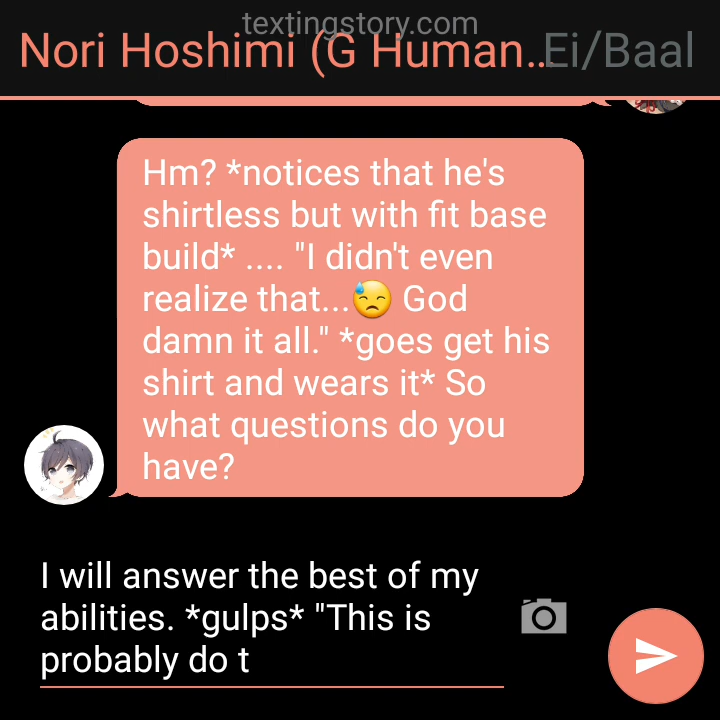 textingstory.com
Nori Hoshimi (G Human... Ei/Baal
Hm? *notices that he's
shirtless but with fit base
build* .... "I didn't even
realize that...😓 God
damn it all." *goes get his
shirt and wears it* So
what questions do you
have?
I will answer the best of my
abilities. *gulps* "This is
probably do t